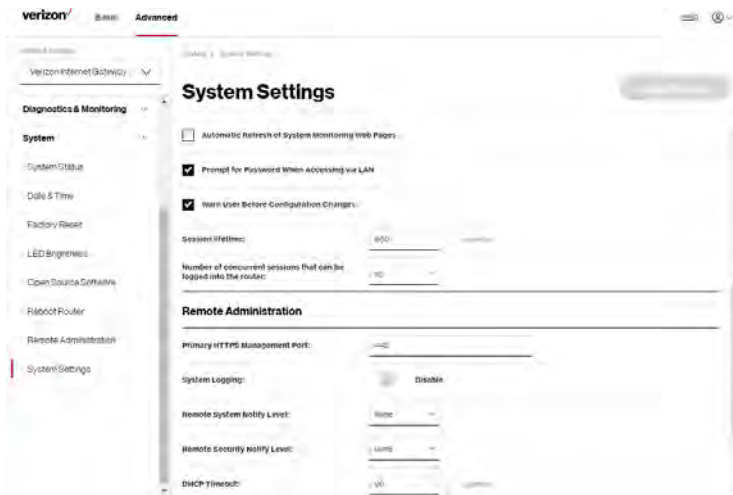 verizon
Basic Advanced
Verizon Internet Gateway
System Settings
Diagnostics & Monitoring
Automatic Refresh of System Monitoring Web Pages
System
Prompt for Password When Accessing via LAN
System Status
Date & Time
Warn User Before Configuration Changes
Factory Reset
LED Brightness
Session lifetime:
Number of concurrent sessions that can be
logged into the router:
Open Source Software
Reboot Router
Remote Administration
Remote Administration
Primary HTTPS Management Port:
System Settings
System Logging: Disable
Remote System Notify Level: None
Remote Security Notify Level: None
DHCP Timeout: